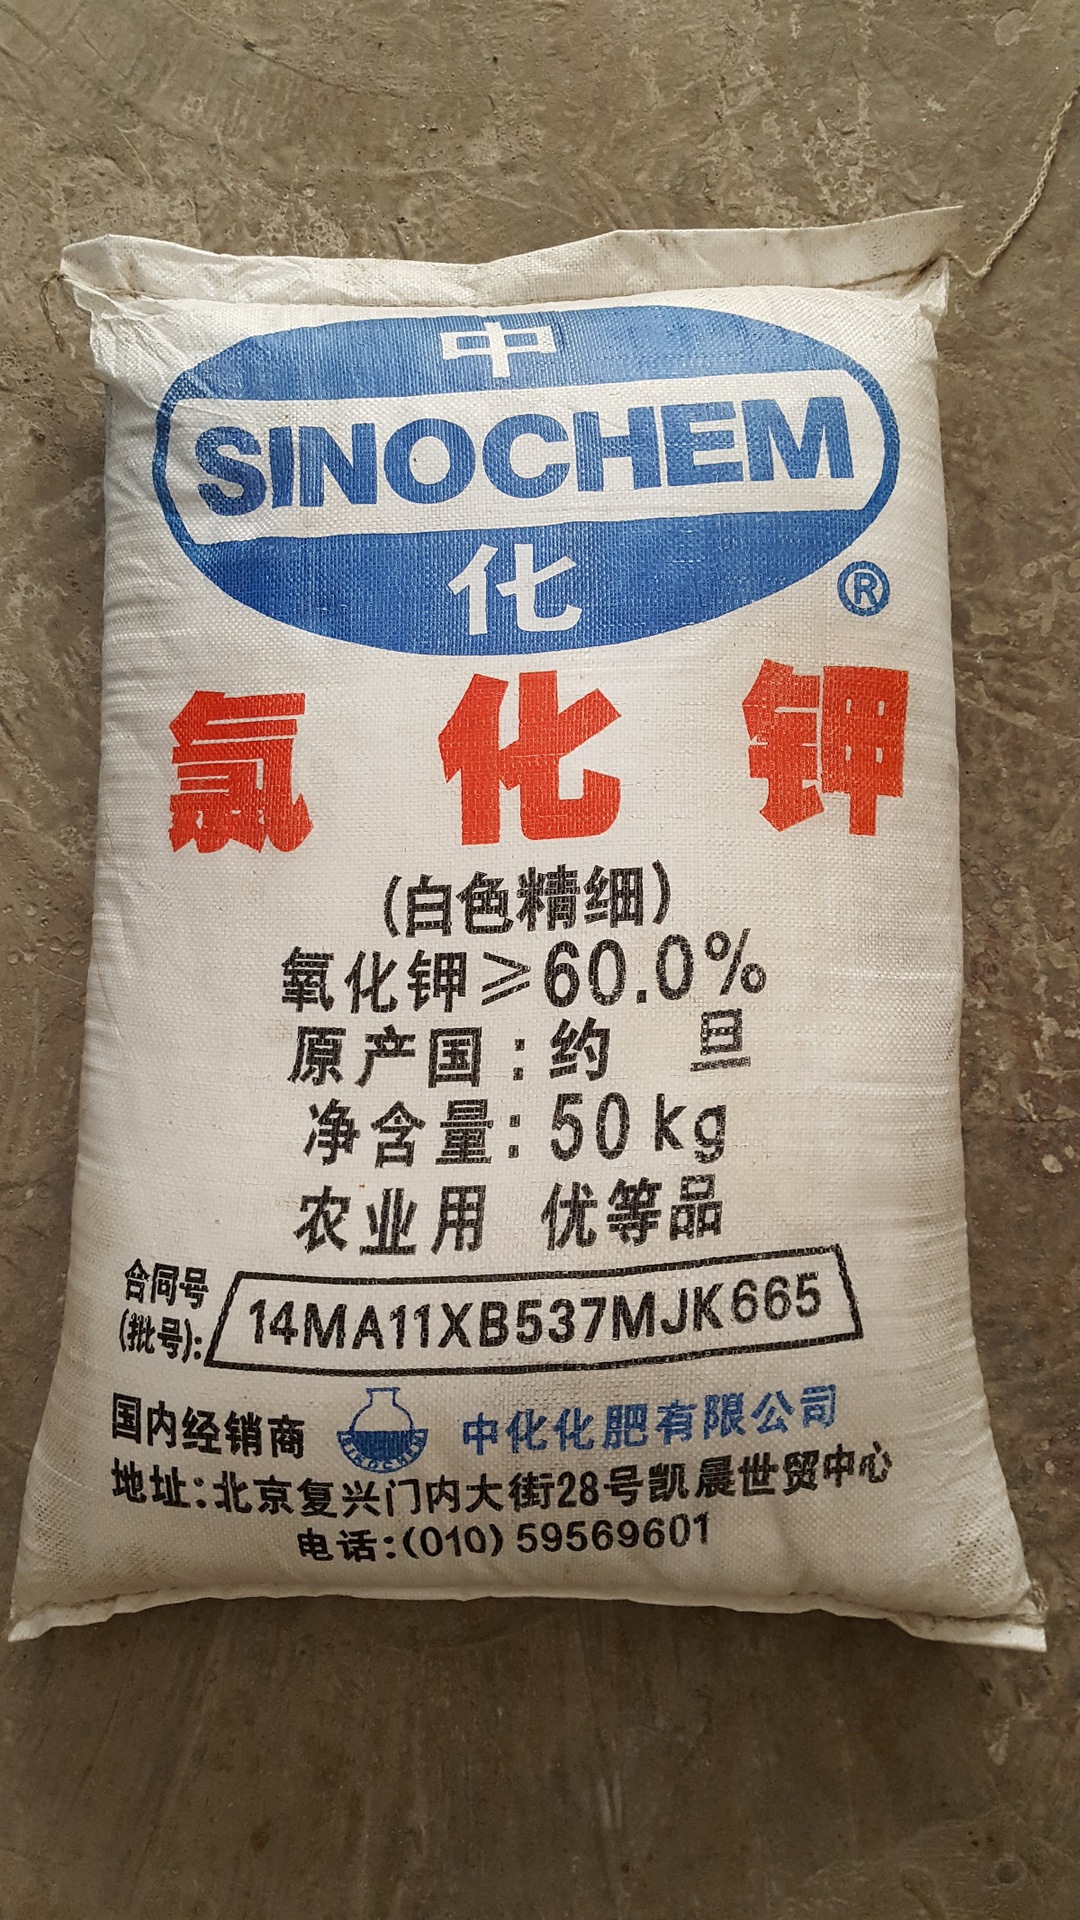 中
SINOCHEM
化
®
氯化钾
(白色精细)
氧化钾≥60.0%
原产国:约 旦
净含量:50kg
农业用 优等品
合同号
(批号):
14MA11XB537MJK665
国内经销商 SINOCHEM 中化化肥有限公司
地址:北京复兴门内大街28号凯晨世贸中心
电话:(010)59569601